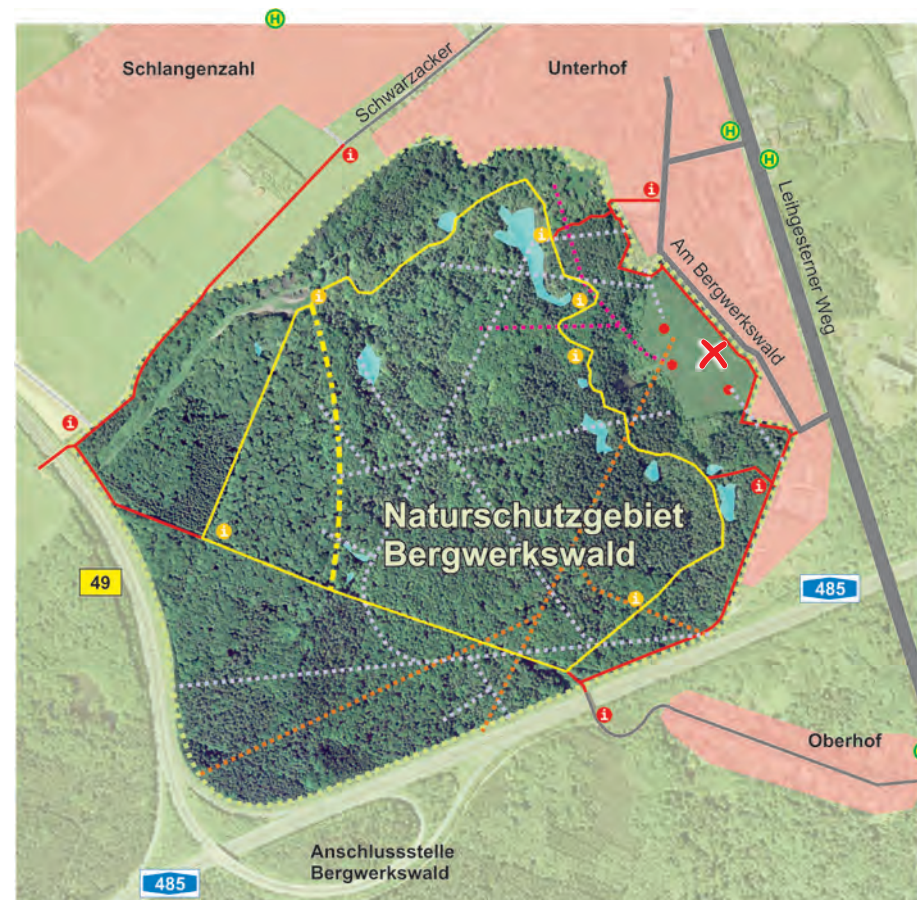 H
Schlangenzahl
Schwarzacker
Unterhof
H
H
i
i
Leihgesterner Weg
Am Bergwerkswald
i
i
i
i
i
i
Naturschutzgebiet
Bergwerkswald
i
49
485
i
i
Oberhof
H
Anschlussstelle
Bergwerkswald
485